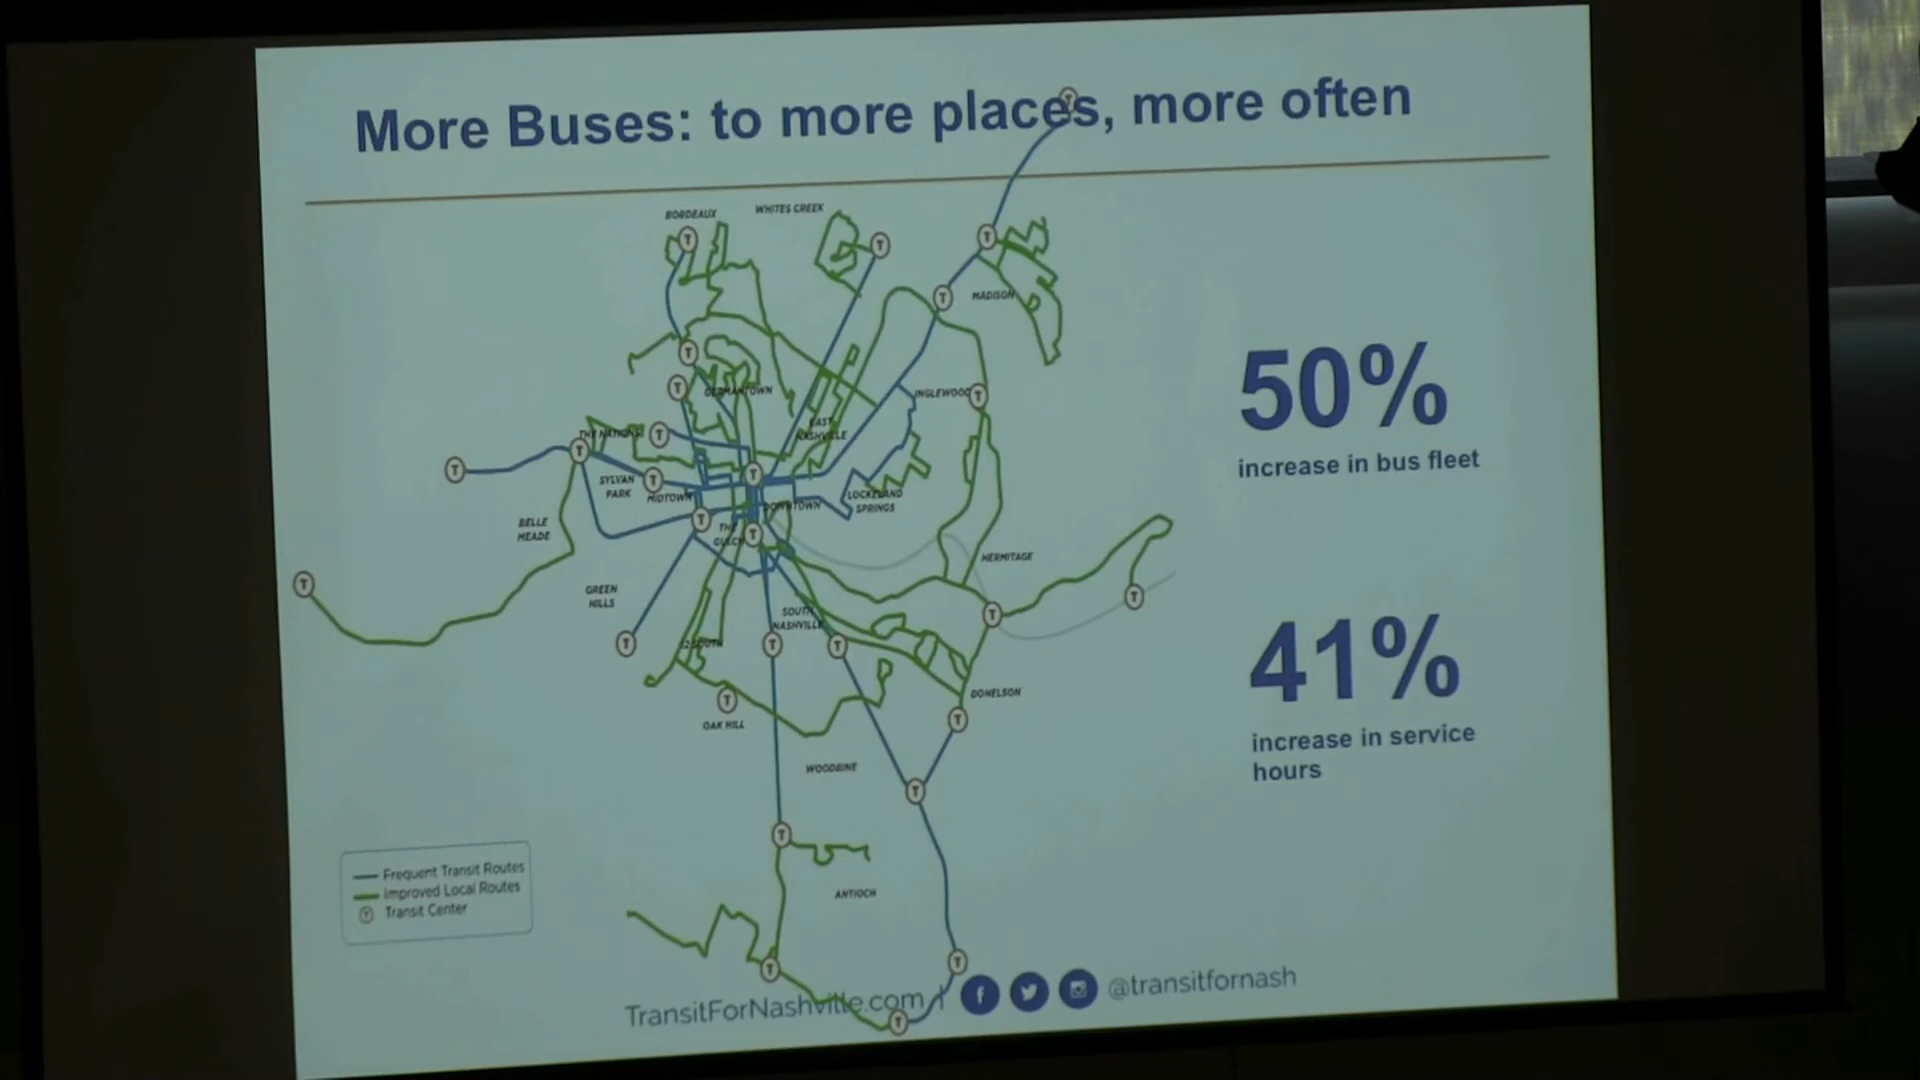 More Buses: to more places, more often
BORDEAUX
WHITES CREEK
MADISON
GERMANTOWN
INGLEWOOD
EAST
NASHVILLE
THE NATIONS
SYLVAN
PARK
MIDTOWN
LOCKELAND
SPRINGS
DOWNTOWN
BELLE
MEADE
THE
GULCH
HERMITAGE
GREEN
HILLS
SOUTH
NASHVILLE
12 SOUTH
DONELSON
OAK HILL
WOODBINE
ANTIOCH
50%
increase in bus fleet
41%
increase in service
hours
Frequent Transit Routes
Improved Local Routes
T Transit Center
TransitForNashville.com | @transitfornash